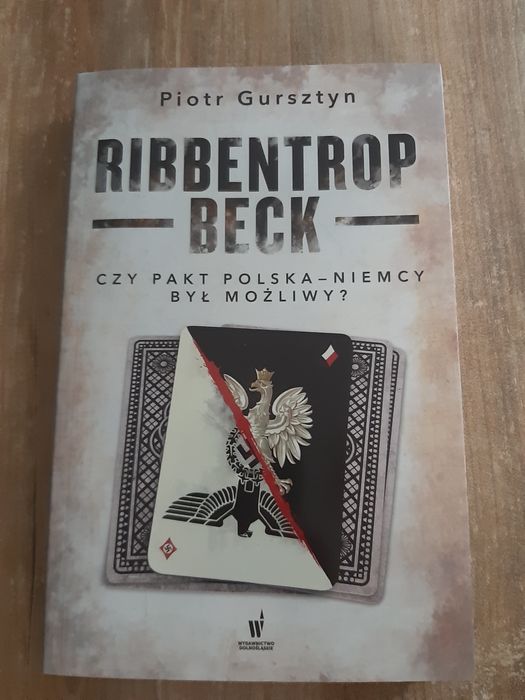 Piotr Gursztyn
RIBBENTROP
BECK
CZY PAKT POLSKA–NIEMCY
BYŁ MOŻLIWY?
W
WYDAWNICTWO
DOLNOŚLĄSKIE